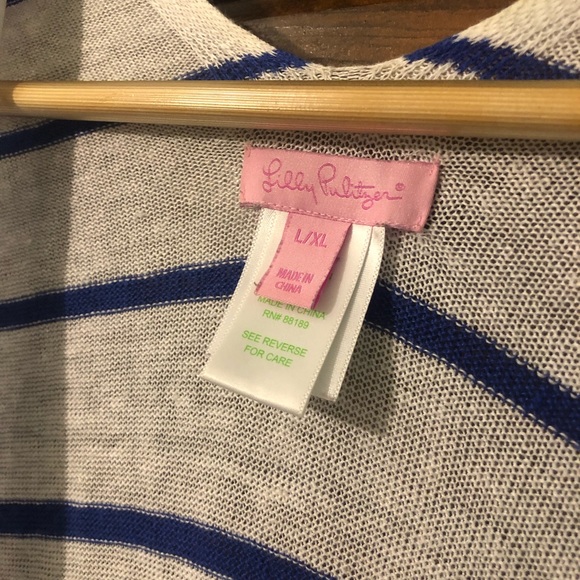 Lilly Pulitzer®
L/XL
MADE IN
CHINA
MADE IN CHINA
RN# 88189
SEE REVERSE
FOR CARE